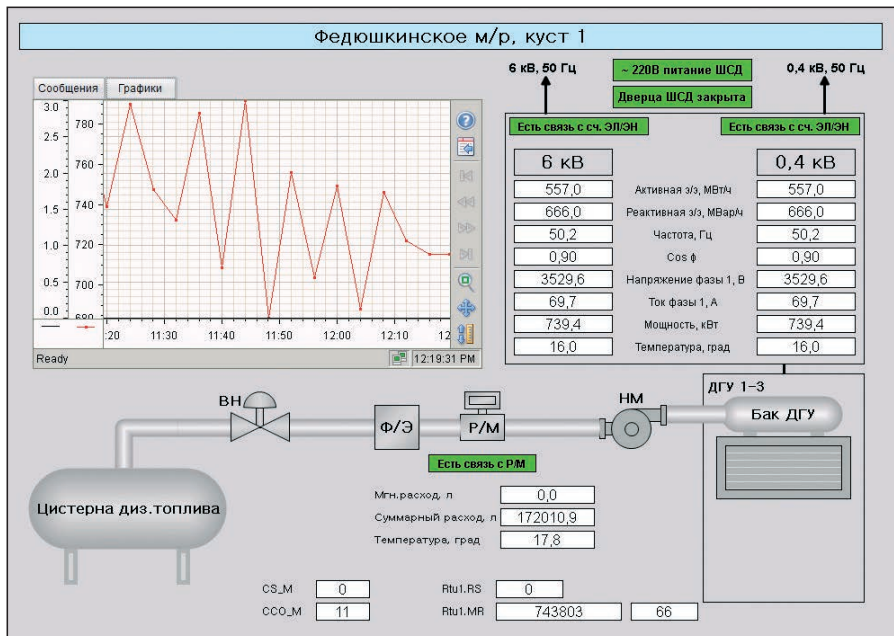 Федюшкинское м/р, куст 1
6 кВ, 50 Гц
~ 220В питание ШСД
0,4 кВ, 50 Гц
Дверца ШСД закрыта
Сообщения Графики
Есть связь с сч. ЭЛ/ЭН
Есть связь с сч. ЭЛ/ЭН
6 кВ
0,4 кВ
557,0 Активная э/э, МВт/ч 557,0
666,0 Реактивная э/э, МВар/ч 666,0
50,2 Частота, Гц 50,2
0,90 Cos ф 0,90
3529,6 Напряжение фазы 1, В 3529,6
69,7 Ток фазы 1, А 69,7
739,4 Мощность, кВт 739,4
16,0 Температура, град 16,0
3.0
2.5
2.0
1.5
1.0
0.5
0.0
780
760
740
720
700
680
:20 11:30 11:40 11:50 12:00 12:10 12
Ready 12:19:31 PM
ВН
Ф/Э
Р/М
НМ
ДГУ 1-3
Бак ДГУ
Есть связь с Р/М
Цистерна диз.топлива
Мгн.расход, л 0,0
Суммарный расход, л 172010,9
Температура, град 17,8
CS_M 0 Rtu1.RS 0
CCO_M 11 Rtu1.MR 743803 66